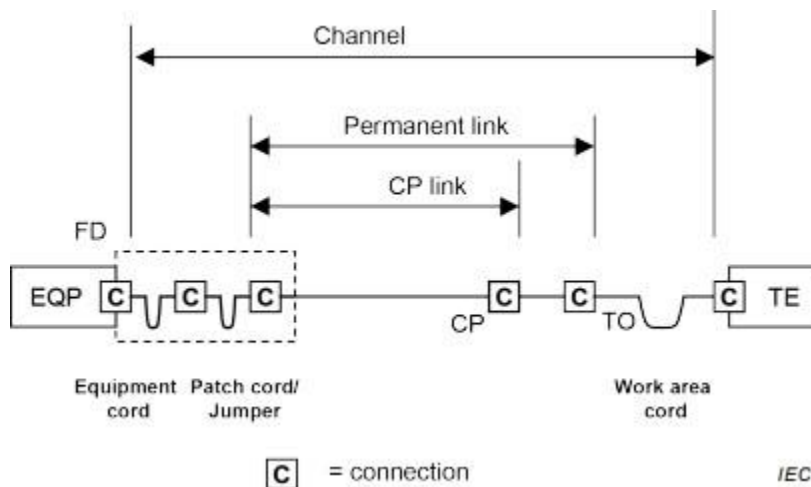 Channel
Permanent link
CP link
FD
EQP C C C C C C TE
CP TO
Equipment cord
Patch cord/ Jumper
Work area cord
C = connection
IEC